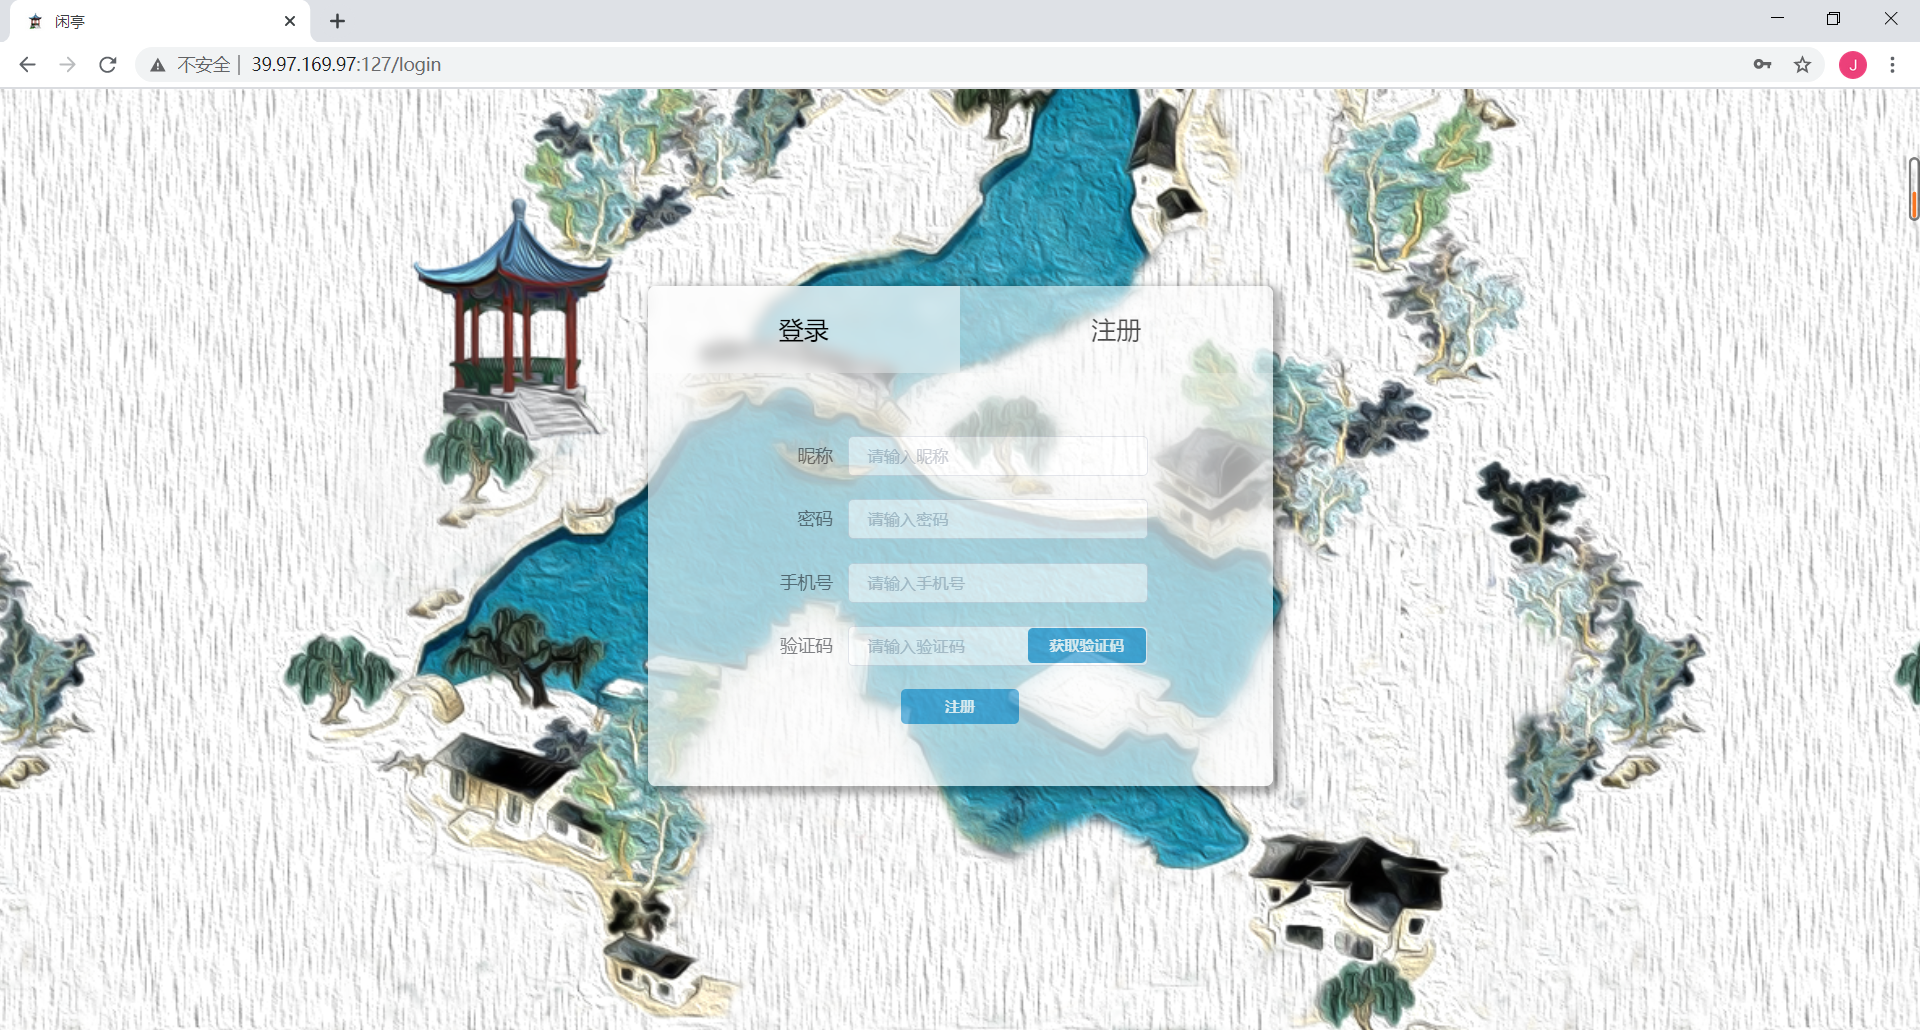 闲亭
不安全 | 39.97.169.97:127/login
J
登录 注册
昵称 请输入昵称
密码 请输入密码
手机号 请输入手机号
验证码 请输入验证码 获取验证码
注册